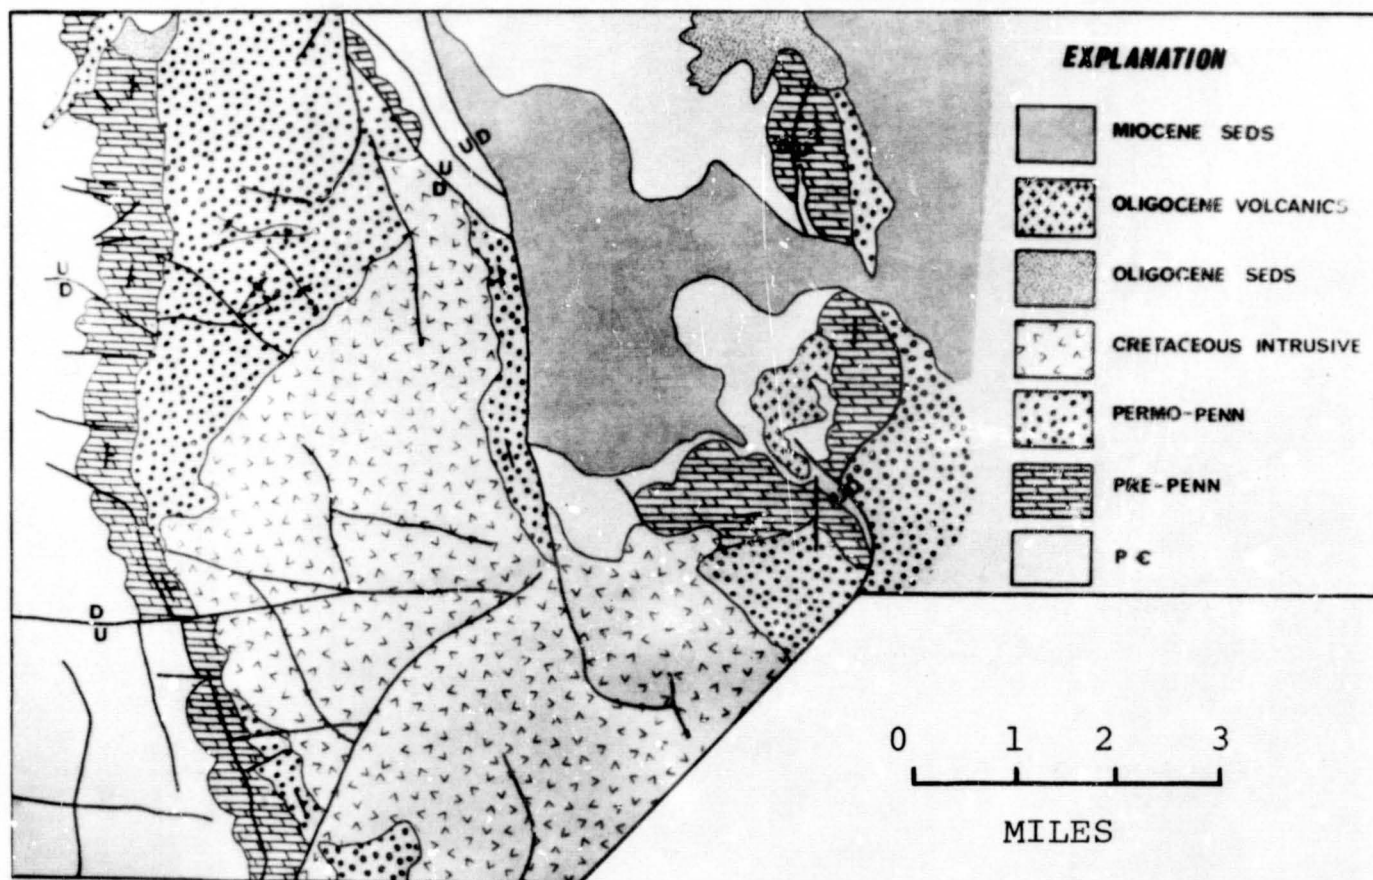 EXPLANATION
MIOCENE SEDS
OLIGOCENE VOLCANICS
OLIGOCENE SEDS
CRETACEOUS INTRUSIVE
PERMO-PENN
PRE-PENN
P Є
U D
U
D
U
D
D
U
0 1 2 3
MILES